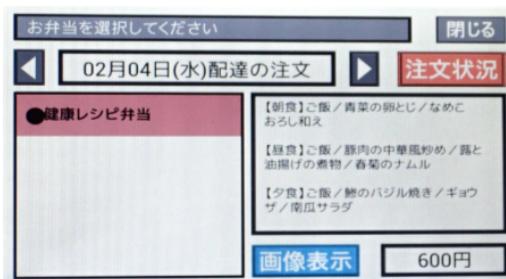 お弁当を選択してください
閉じる
02月04日(水)配達の注文
注文状況
●健康レシピ弁当
【朝食】ご飯／青菜の卵とじ／なめこ
おろし和え
【昼食】ご飯／豚肉の中華風炒め／蕗と
油揚げの煮物／春菊のナムル
【夕食】ご飯／鯵のバジル焼き／ギョウ
ザ／南瓜サラダ
画像表示
600円